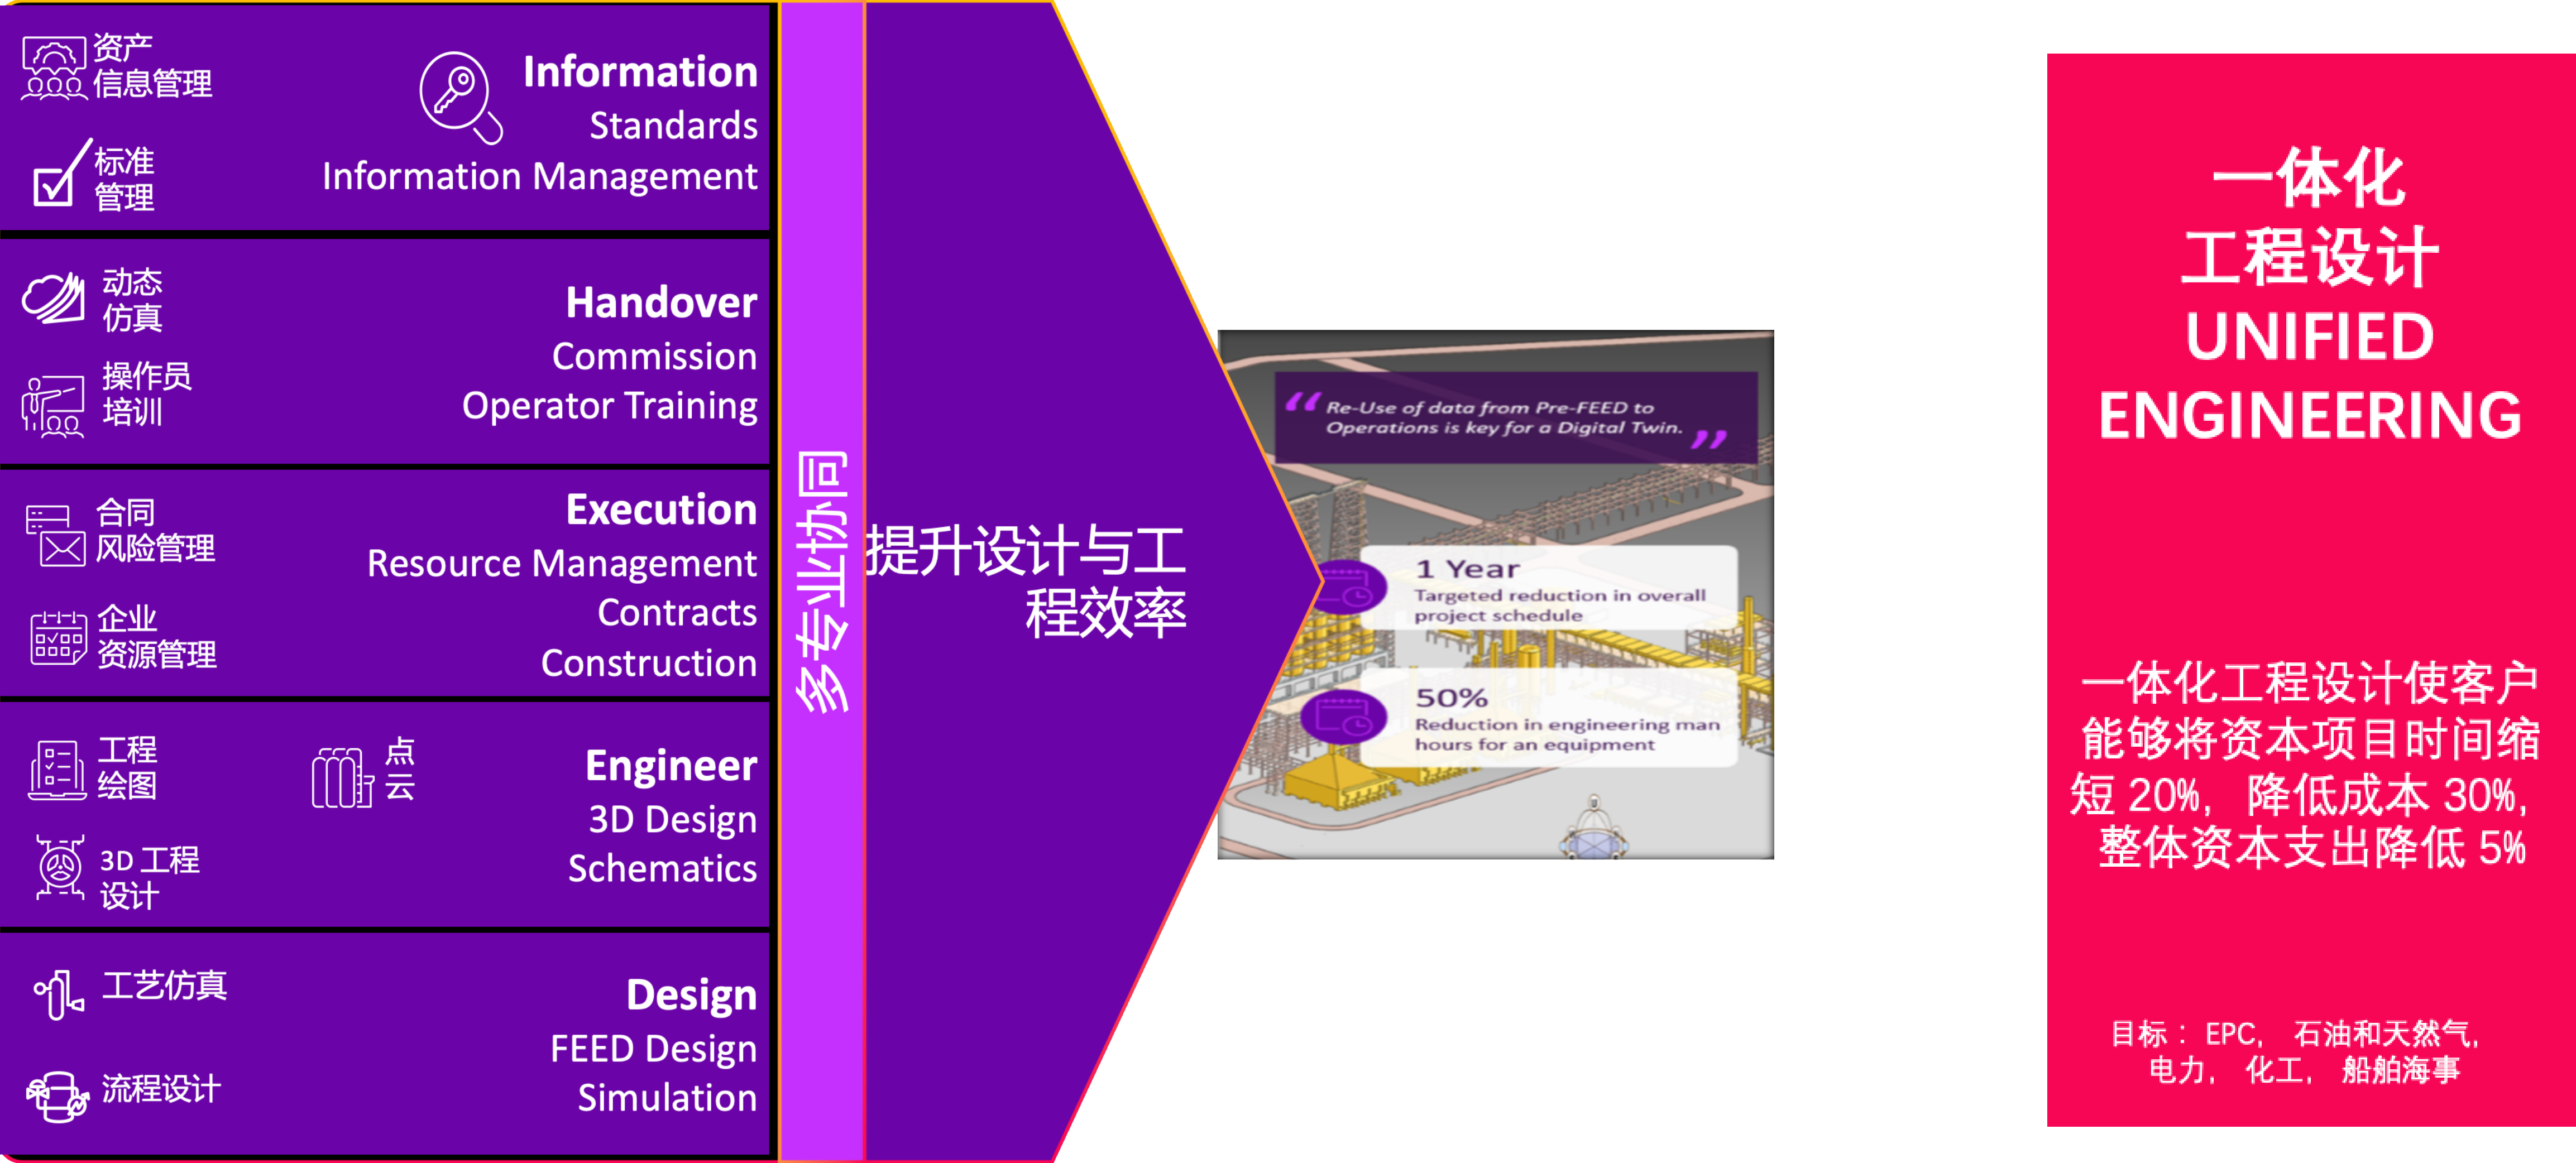 资产
信息管理
标准
管理
Information
Standards
Information Management
动态
仿真
操作员
培训
Handover
Commission
Operator Training
合同
风险管理
企业
资源管理
Execution
Resource Management
Contracts
Construction
工程
绘图
点
云
3D 工程
设计
Engineer
3D Design
Schematics
工艺仿真
流程设计
Design
FEED Design
Simulation
多专业协同
提升设计与工
程效率
“ Re-Use of data from Pre-FEED to
Operations is key for a Digital Twin. ”
1 Year
Targeted reduction in overall
project schedule
50%
Reduction in engineering man
hours for an equipment
一体化
工程设计
UNIFIED
ENGINEERING
一体化工程设计使客户
能够将资本项目时间缩
短 20%, 降低成本 30%,
整体资本支出降低 5%
目标： EPC, 石油和天然气,
电力, 化工, 船舶海事